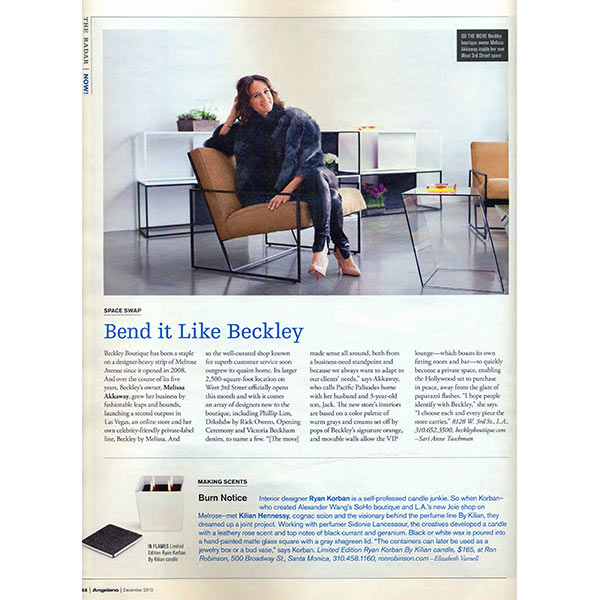 THE RADAR | NOW!
ON THE MOVE Beckley
boutique owner Melissa
Akkaway inside her new
West 3rd Street space
SPACE SWAP
Bend it Like Beckley
Beckley Boutique has been a staple
on a designer-heavy strip of Melrose
Avenue since it opened in 2008.
And over the course of its five
years, Beckley's owner, Melissa
Akkaway, grew her business by
fashionable leaps and bounds,
launching a second outpost in
Las Vegas, an online store and her
own celebrity-friendly private-label
line, Beckley by Melissa. And
so the well-curated shop known
for superb customer service soon
outgrew its quaint home. Its larger
2,500-square-foot location on
West 3rd Street officially opens
this month and with it comes
an array of designers new to the
boutique, including Phillip Lim,
Drkshdw by Rick Owens, Opening
Ceremony and Victoria Beckham
denim, to name a few. "[The move]
made sense all around, both from
a business-need standpoint and
because we always want to adapt to
our clients' needs," says Akkaway,
who calls Pacific Palisades home
with her husband and 3-year-old
son, Jack. The new store's interiors
are based on a color palette of
warm grays and creams set off by
pops of Beckley's signature orange,
and movable walls allow the VIP
lounge—which boasts its own
fitting room and bar—to quickly
become a private space, enabling
the Hollywood set to purchase
in peace, away from the glare of
paparazzi flashes. "I hope people
identify with Beckley," she says.
"I choose each and every piece the
store carries." 8128 W. 3rd St., L.A.,
310.652.3500, beckleyboutique.com
–Sari Anne Tuschman
MAKING SCENTS
Burn Notice
Interior designer Ryan Korban is a self-professed candle junkie. So when Korban–
who created Alexander Wang's SoHo boutique and L.A.'s new Joie shop on
Melrose–met Kilian Hennessy, cognac scion and the visionary behind the perfume line By Kilian, they
dreamed up a joint project. Working with perfumer Sidonie Lancesseur, the creatives developed a candle
with a leathery rose scent and top notes of black currant and geranium. Black or white wax is poured into
a hand-painted matte glass square with a gray shagreen lid. "The containers can later be used as a
jewelry box or a bud vase," says Korban. Limited Edition Ryan Korban By Kilian candle, $165, at Ron
Robinson, 500 Broadway St., Santa Monica, 310.458.1160, ronrobinson.com –Elizabeth Varnell
IN FLAMES Limited
Edition Ryan Korban
By Kilian candle
| Angeleno | December 2013